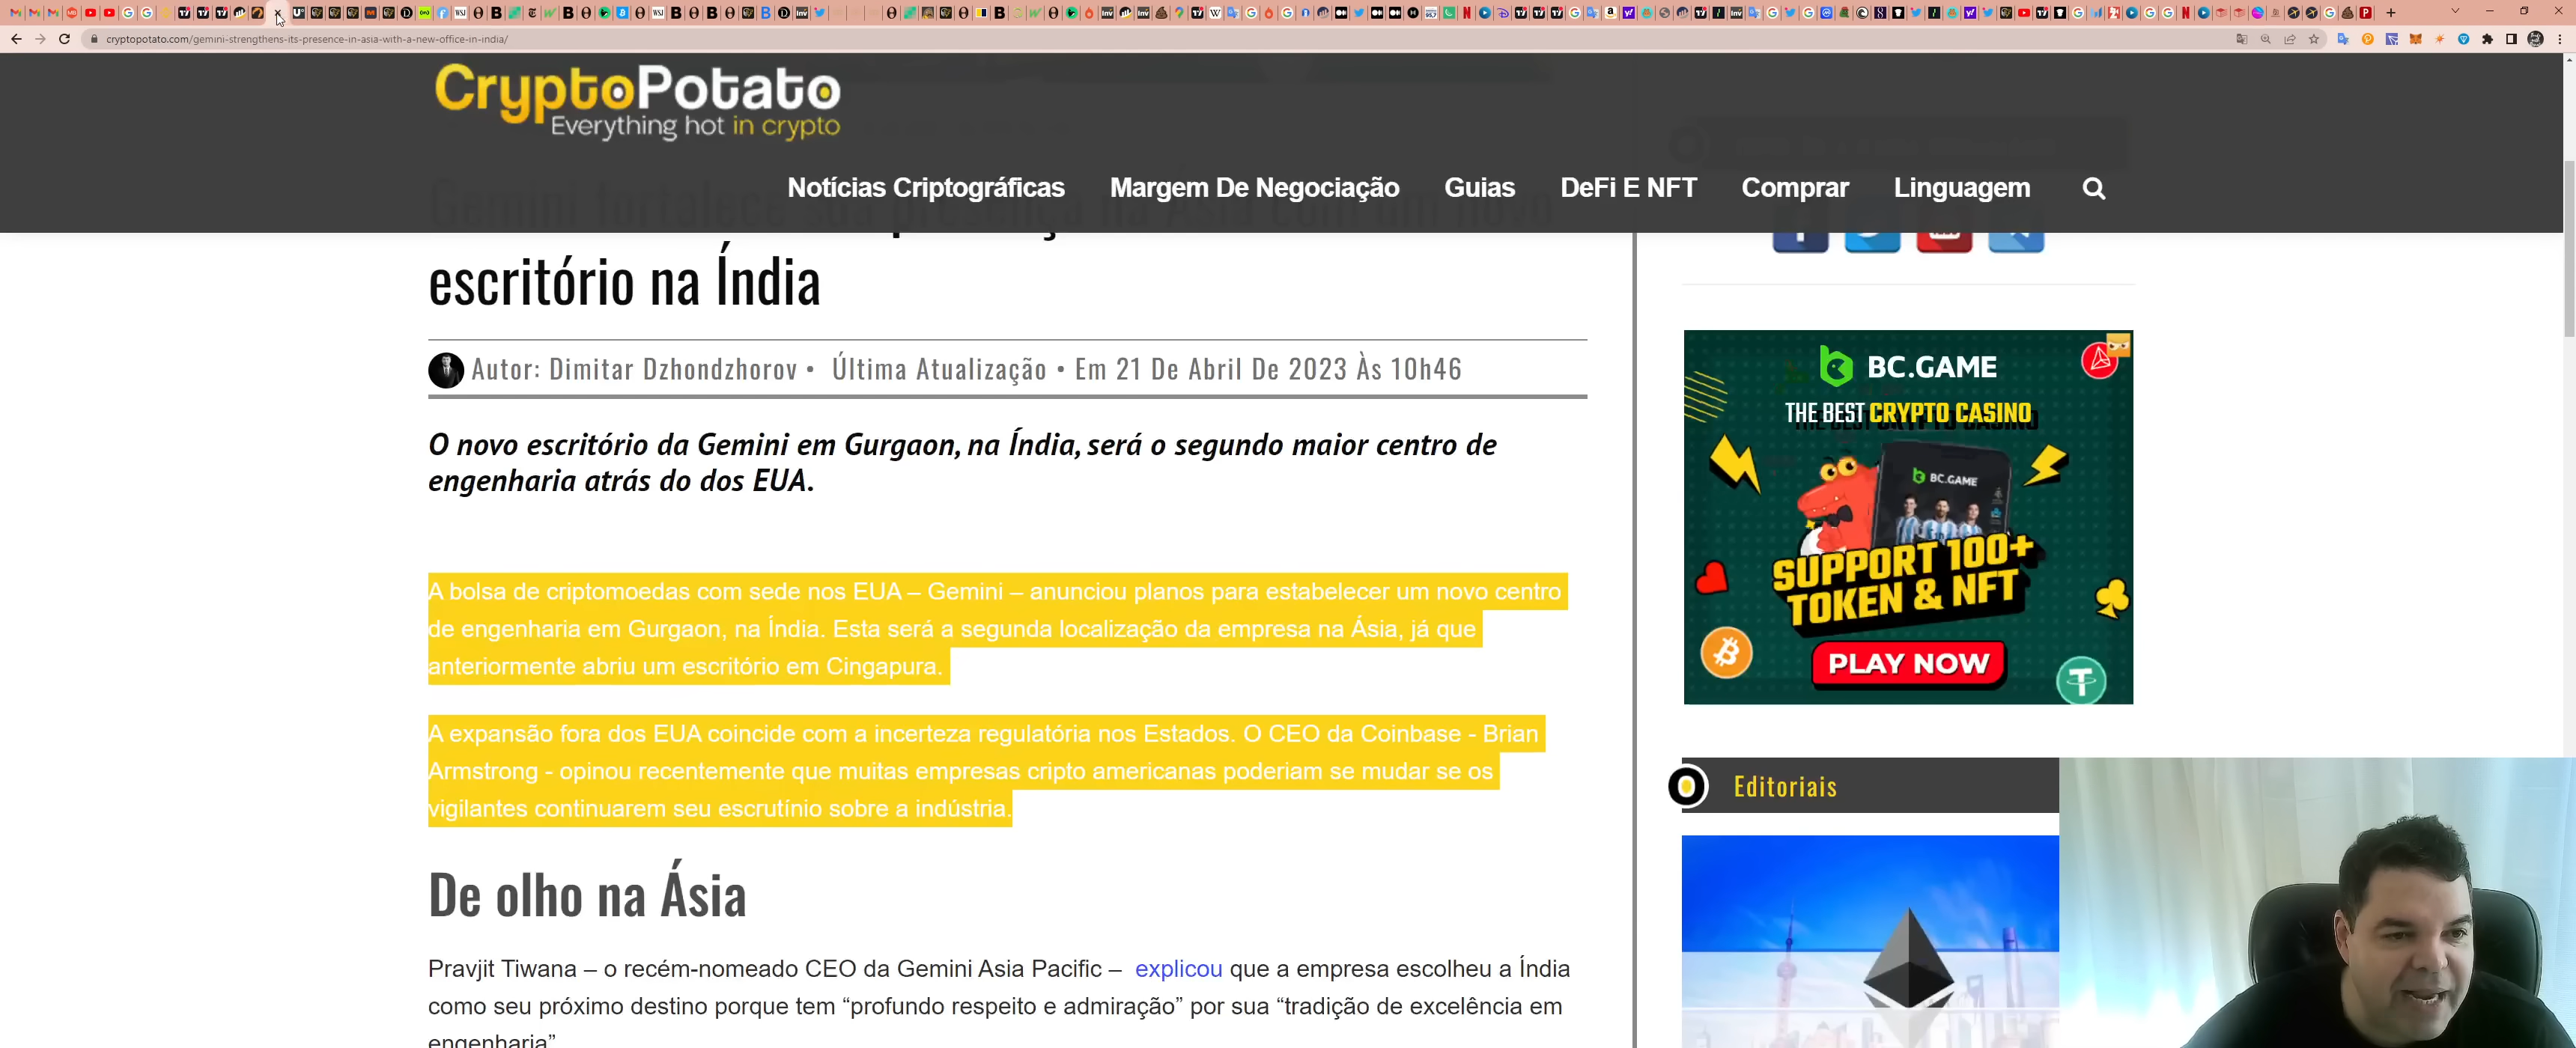 cryptopotato.com/gemini-strengthens-its-presence-in-asia-with-a-new-office-in-india/
CryptoPotato
Everything hot in crypto
Notícias Criptográficas Margem De Negociação Guias DeFi E NFT Comprar Linguagem
escritório na Índia
Autor: Dimitar Dzhondzhorov • Última Atualização • Em 21 De Abril De 2023 Às 10h46
O novo escritório da Gemini em Gurgaon, na Índia, será o segundo maior centro de
engenharia atrás do dos EUA.
A bolsa de criptomoedas com sede nos EUA – Gemini – anunciou planos para estabelecer um novo centro
de engenharia em Gurgaon, na Índia. Esta será a segunda localização da empresa na Ásia, já que
anteriormente abriu um escritório em Cingapura.
A expansão fora dos EUA coincide com a incerteza regulatória nos Estados. O CEO da Coinbase - Brian
Armstrong - opinou recentemente que muitas empresas cripto americanas poderiam se mudar se os
vigilantes continuarem seu escrutínio sobre a indústria.
De olho na Ásia
Pravjit Tiwana – o recém-nomeado CEO da Gemini Asia Pacific – explicou que a empresa escolheu a Índia
como seu próximo destino porque tem “profundo respeito e admiração” por sua “tradição de excelência em
engenharia”
BC.GAME
THE BEST CRYPTO CASINO
BC.GAME
SUPPORT 100+
TOKEN & NFT
PLAY NOW
Editoriais